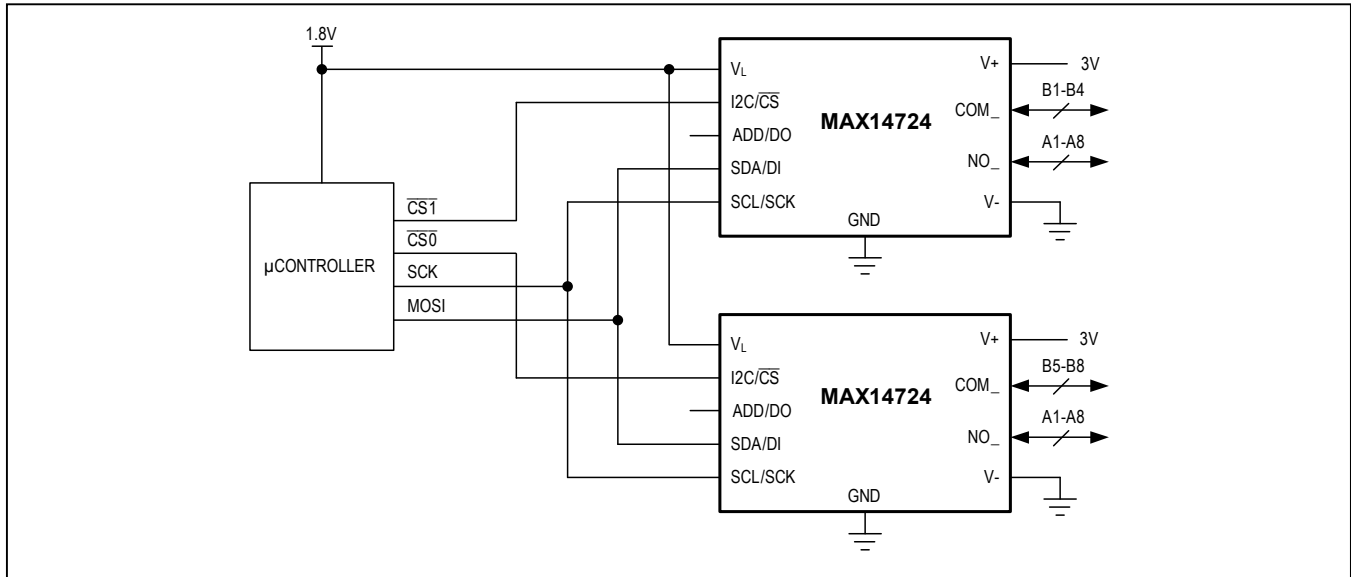 1.8V
µCONTROLLER
CS1
CS0
SCK
MOSI
VL
I2C/CS
ADD/DO
SDA/DI
SCL/SCK
MAX14724
GND
V+
COM_
NO_
V-
3V
B1-B4
A1-A8
VL
I2C/CS
ADD/DO
SDA/DI
SCL/SCK
MAX14724
GND
V+
COM_
NO_
V-
3V
B5-B8
A1-A8